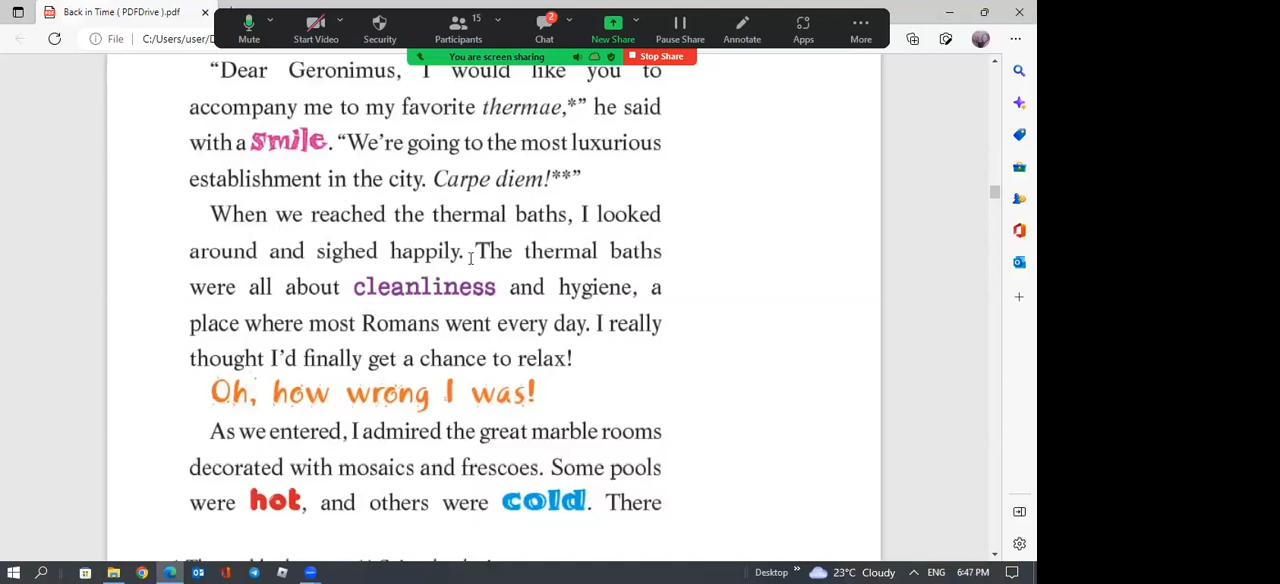 Back in Time ( PDFDrive ).pdf
15
2
Mute
Start Video
Security
Participants
Chat
New Share
Pause Share
Annotate
Apps
More
File
C:/Users/user/D
You are screen sharing
Stop Share
"Dear Geronimus, I would like you to
accompany me to my favorite thermae,*" he said
with a smile. "We're going to the most luxurious
establishment in the city. Carpe diem!**"
When we reached the thermal baths, I looked
around and sighed happily. The thermal baths
were all about cleanliness and hygiene, a
place where most Romans went every day. I really
thought I'd finally get a chance to relax!
Oh, how wrong I was!
As we entered, I admired the great marble rooms
decorated with mosaics and frescoes. Some pools
were hot, and others were cold. There
Desktop
23°C Cloudy
ENG
6:47 PM